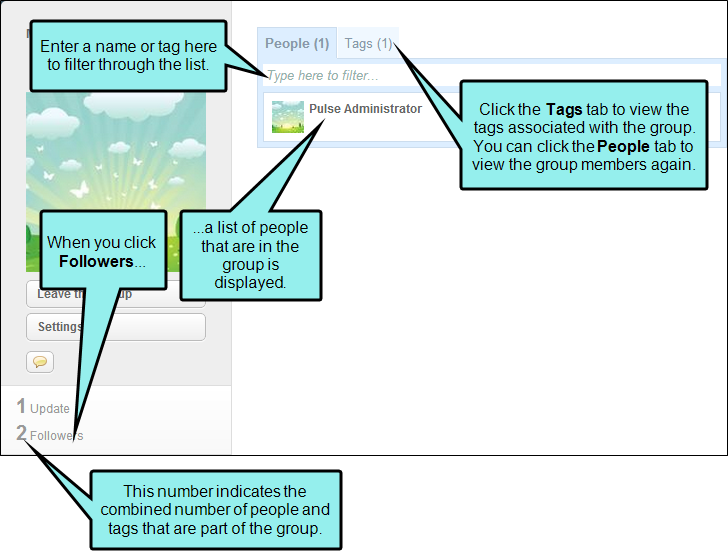 Enter a name or tag here
to filter through the list.
People (1)
Tags (1)
Type here to filter...
Pulse Administrator
Click the Tags tab to view the
tags associated with the group.
You can click the People tab to
view the group members again.
When you click
Followers...
...a list of people
that are in the
group is
displayed.
Leave th up
Settings
1 Update
2 Followers
This number indicates the
combined number of people and
tags that are part of the group.